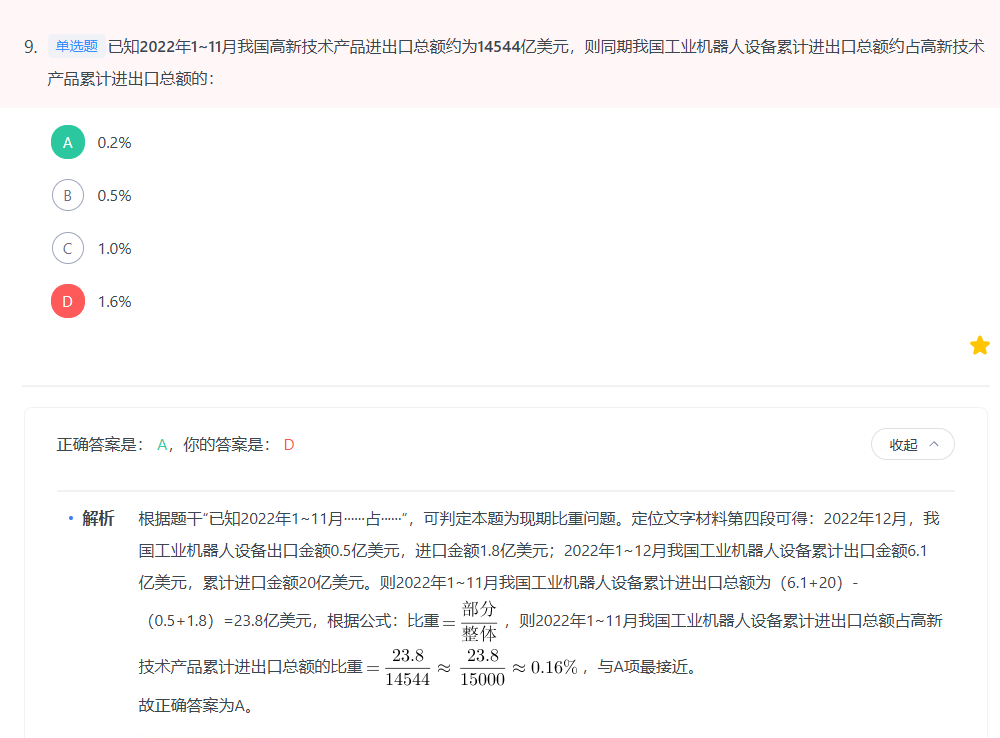 9. 单选题 已知2022年1~11月我国高新技术产品进出口总额约为14544亿美元，则同期我国工业机器人设备累计进出口总额约占高新技术
产品累计进出口总额的：
A 0.2%
B 0.5%
C 1.0%
D 1.6%
正确答案是： A，你的答案是： D
收起
• 解析 根据题干“已知2022年1~11月……占……”，可判定本题为现期比重问题。定位文字材料第四段可得：2022年12月，我
国工业机器人设备出口金额0.5亿美元，进口金额1.8亿美元；2022年1~12月我国工业机器人设备累计出口金额6.1
亿美元，累计进口金额20亿美元。则2022年1~11月我国工业机器人设备累计进出口总额为（6.1+20）-
（0.5+1.8）=23.8亿美元，根据公式：比重 = 部分/整体 ，则2022年1~11月我国工业机器人设备累计进出口总额占高新
技术产品累计进出口总额的比重 = 23.8/14544 ≈ 23.8/15000 ≈ 0.16% ，与A项最接近。
故正确答案为A。